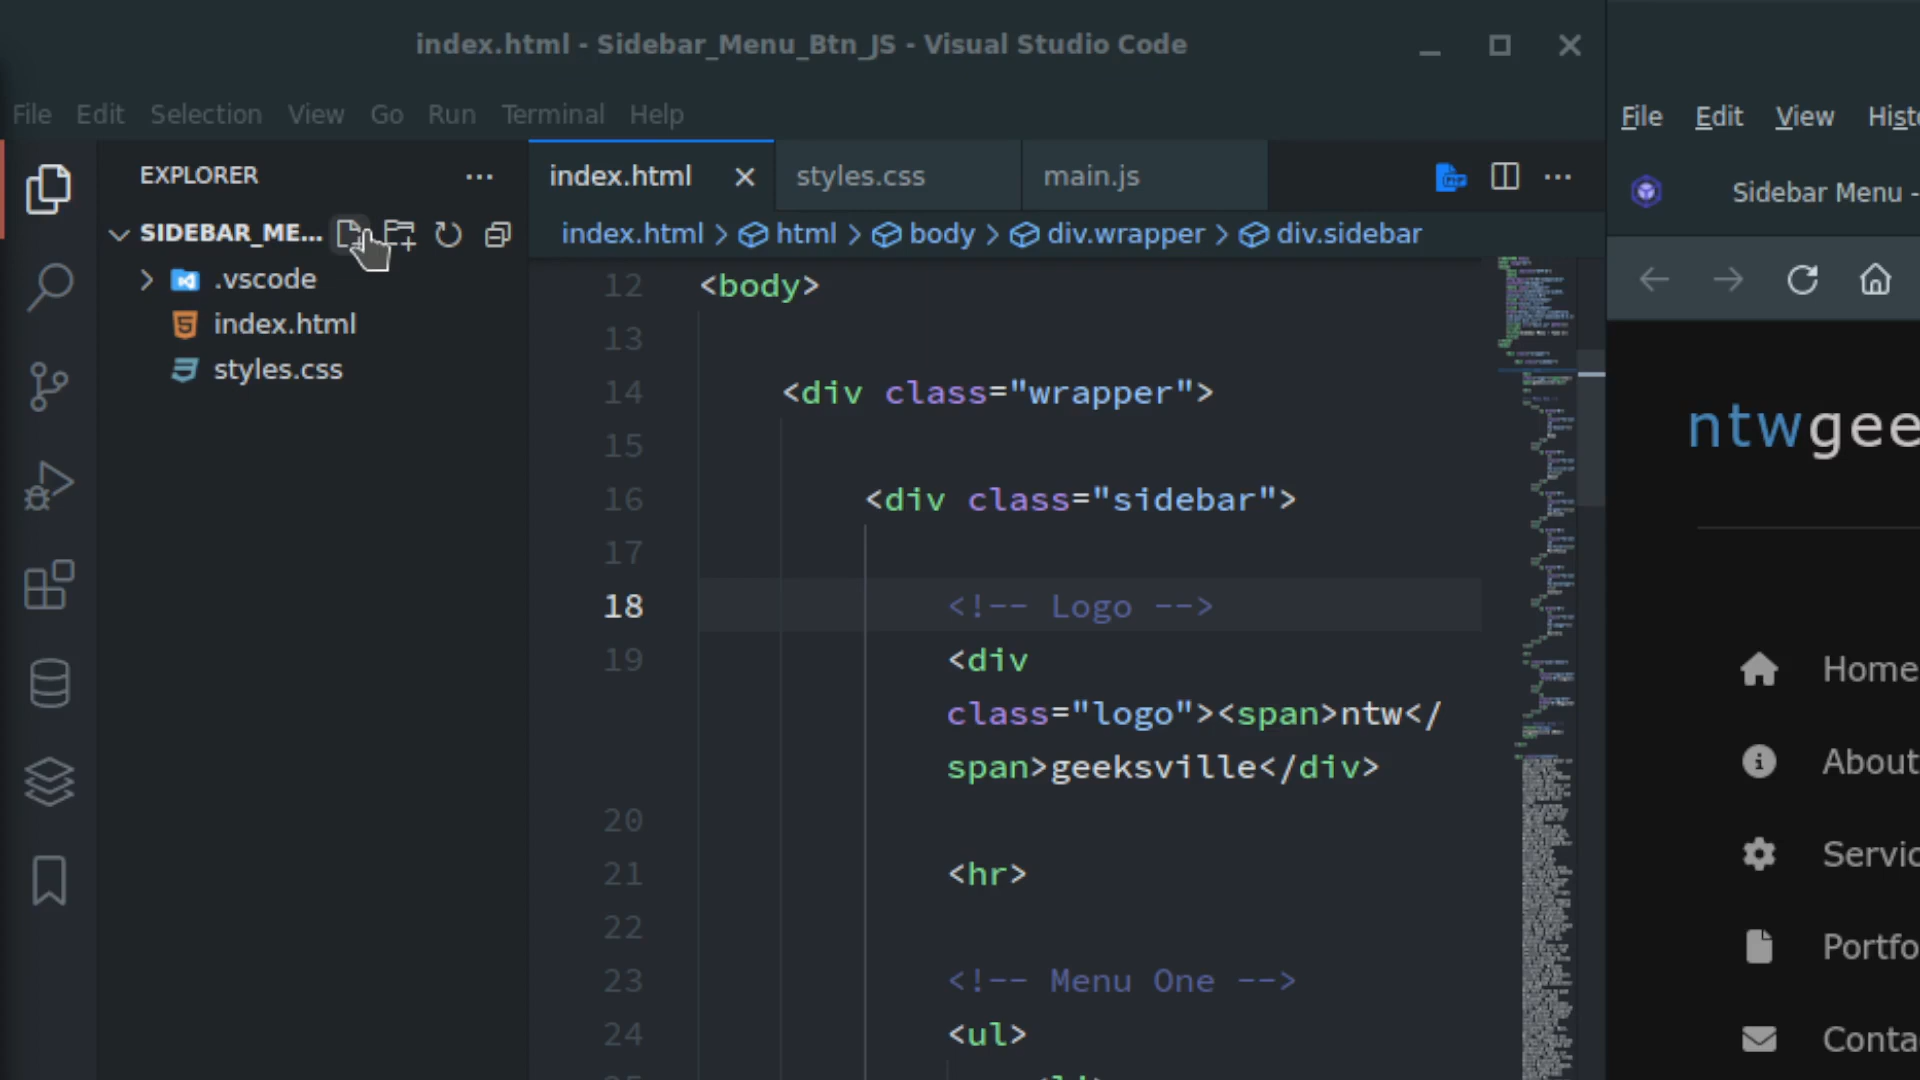 index.html - Sidebar_Menu_Btn_JS - Visual Studio Code
File Edit Selection View Go Run Terminal Help
EXPLORER
SIDEBAR_ME...
.vscode
index.html
styles.css
index.html styles.css main.js
index.html > html > body > div.wrapper > div.sidebar
12 <body>
13
14 <div class="wrapper">
15
16 <div class="sidebar">
17
18 <!-- Logo -->
19 <div
class="logo"><span>ntw</
span>geeksville</div>
20
21 <hr>
22
23 <!-- Menu One -->
24 <ul>
File Edit View Histo
Sidebar Menu -
ntwgee
Home
About
Servic
Portfo
Conta